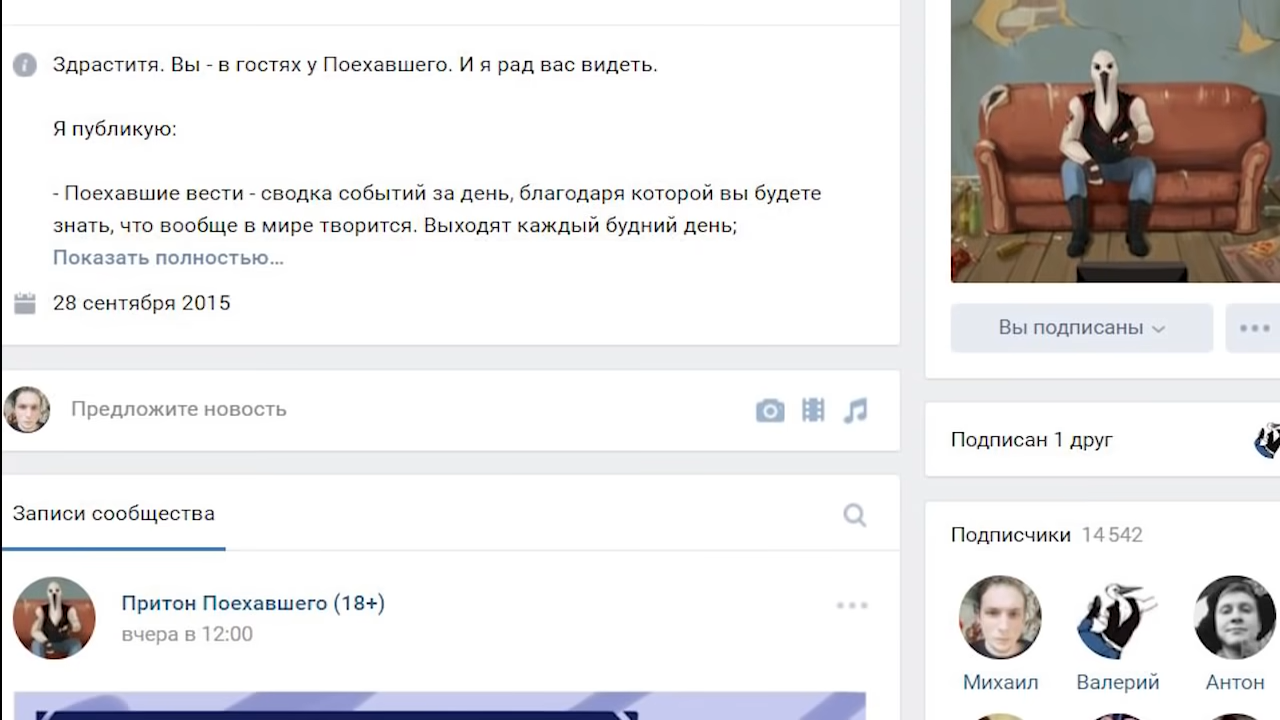 Здраститя. Вы - в гостях у Поехавшего. И я рад вас видеть.
Я публикую:
- Поехавшие вести - сводка событий за день, благодаря которой вы будете
знать, что вообще в мире творится. Выходят каждый будний день;
Показать полностью...
28 сентября 2015
Предложите новость
Записи сообщества
Притон Поехавшего (18+)
вчера в 12:00
Вы подписаны
Подписан 1 друг
Подписчики 14 542
Михаил Валерий Антон